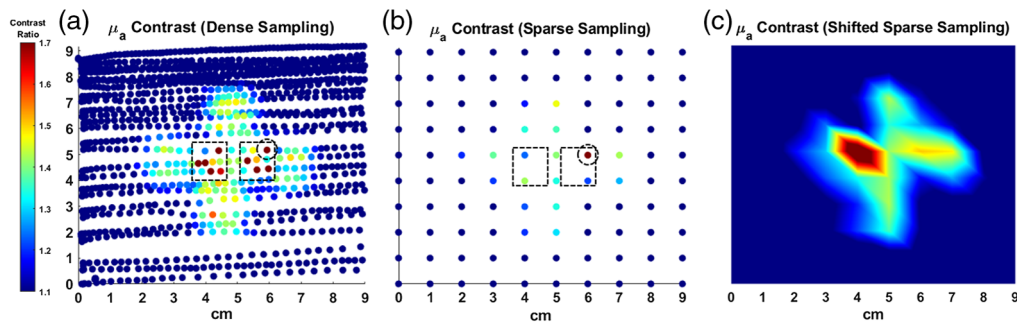 (a) μa Contrast (Dense Sampling)
(b) μa Contrast (Sparse Sampling)
(c) μa Contrast (Shifted Sparse Sampling)
Contrast
Ratio
1.7
1.6
1.5
1.4
1.3
1.2
1.1
9
8
7
6
5
4
3
2
1
0
0 1 2 3 4 5 6 7 8 9
cm
9
8
7
6
5
4
3
2
1
0
0 1 2 3 4 5 6 7 8 9
cm
0 1 2 3 4 5 6 7 8 9
cm